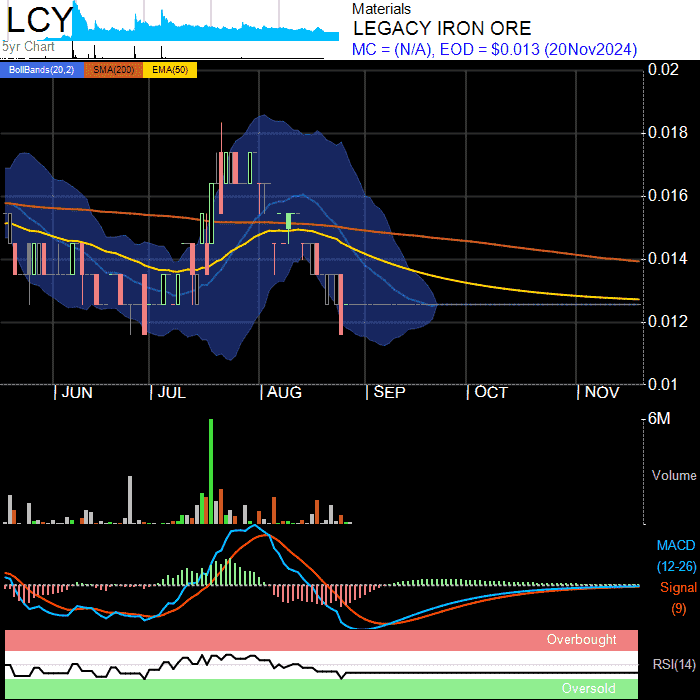 LCY
5yr Chart
Materials
LEGACY IRON ORE
MC = (N/A), EOD = $0.013 (20Nov2024)
BollBands(20,2) SMA(200) EMA(50)
0.02
0.018
0.016
0.014
0.012
0.01
JUN JUL AUG SEP OCT NOV
6M
Volume
MACD
(12-26)
Signal
(9)
Overbought
RSI(14)
Oversold